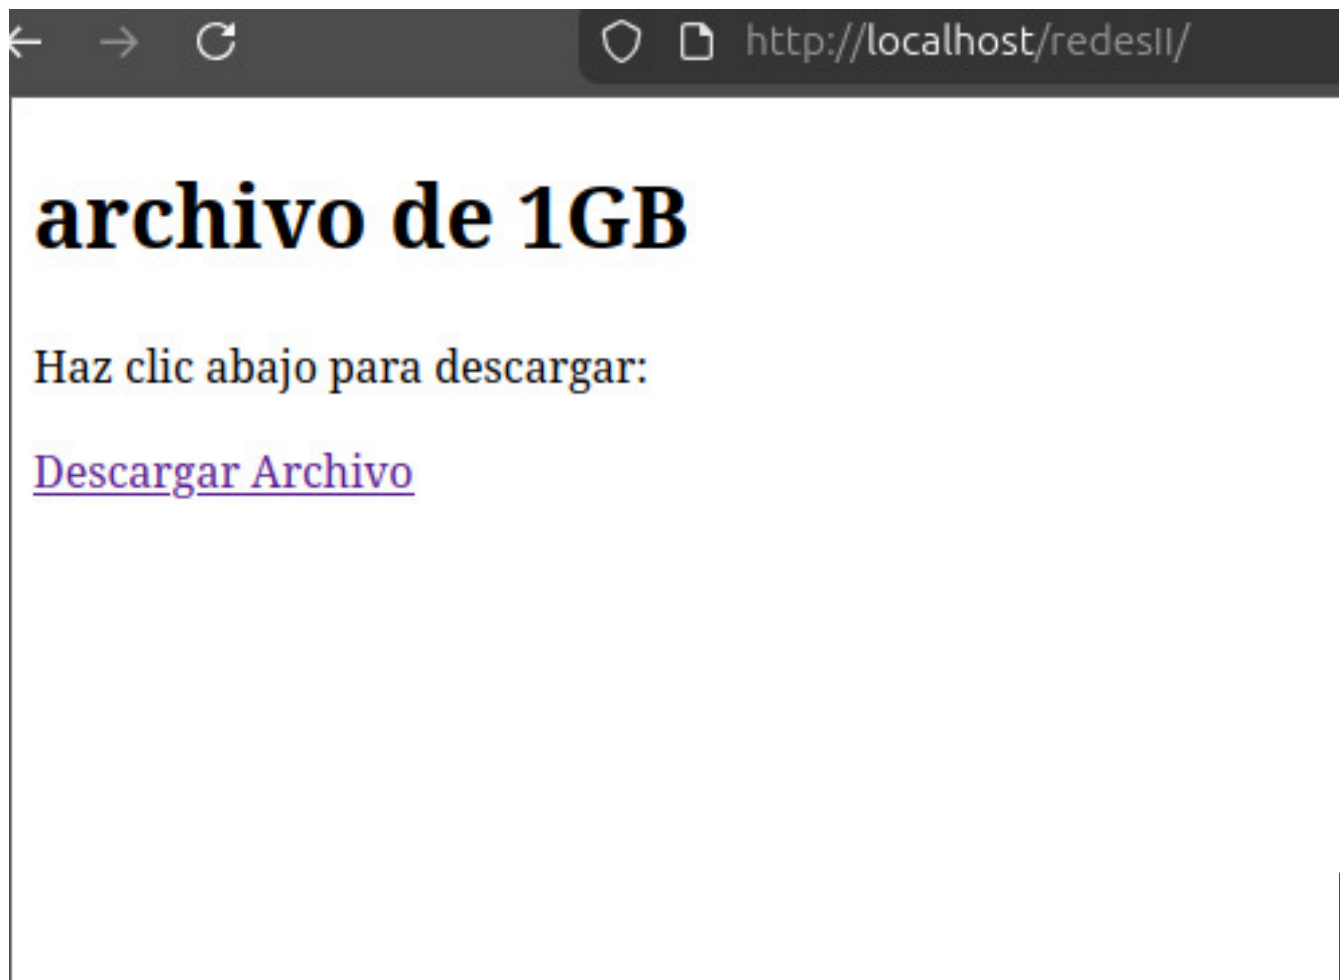 http://localhost/redesII/
archivo de 1GB
Haz clic abajo para descargar:
Descargar Archivo